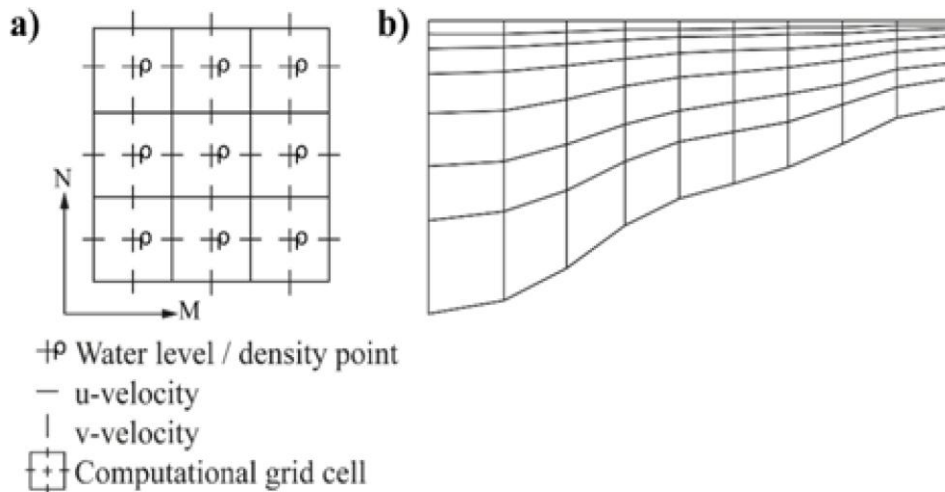 a)
b)
ρ ρ ρ
ρ ρ ρ
N
ρ ρ ρ
M
ρ Water level / density point
u-velocity
v-velocity
Computational grid cell